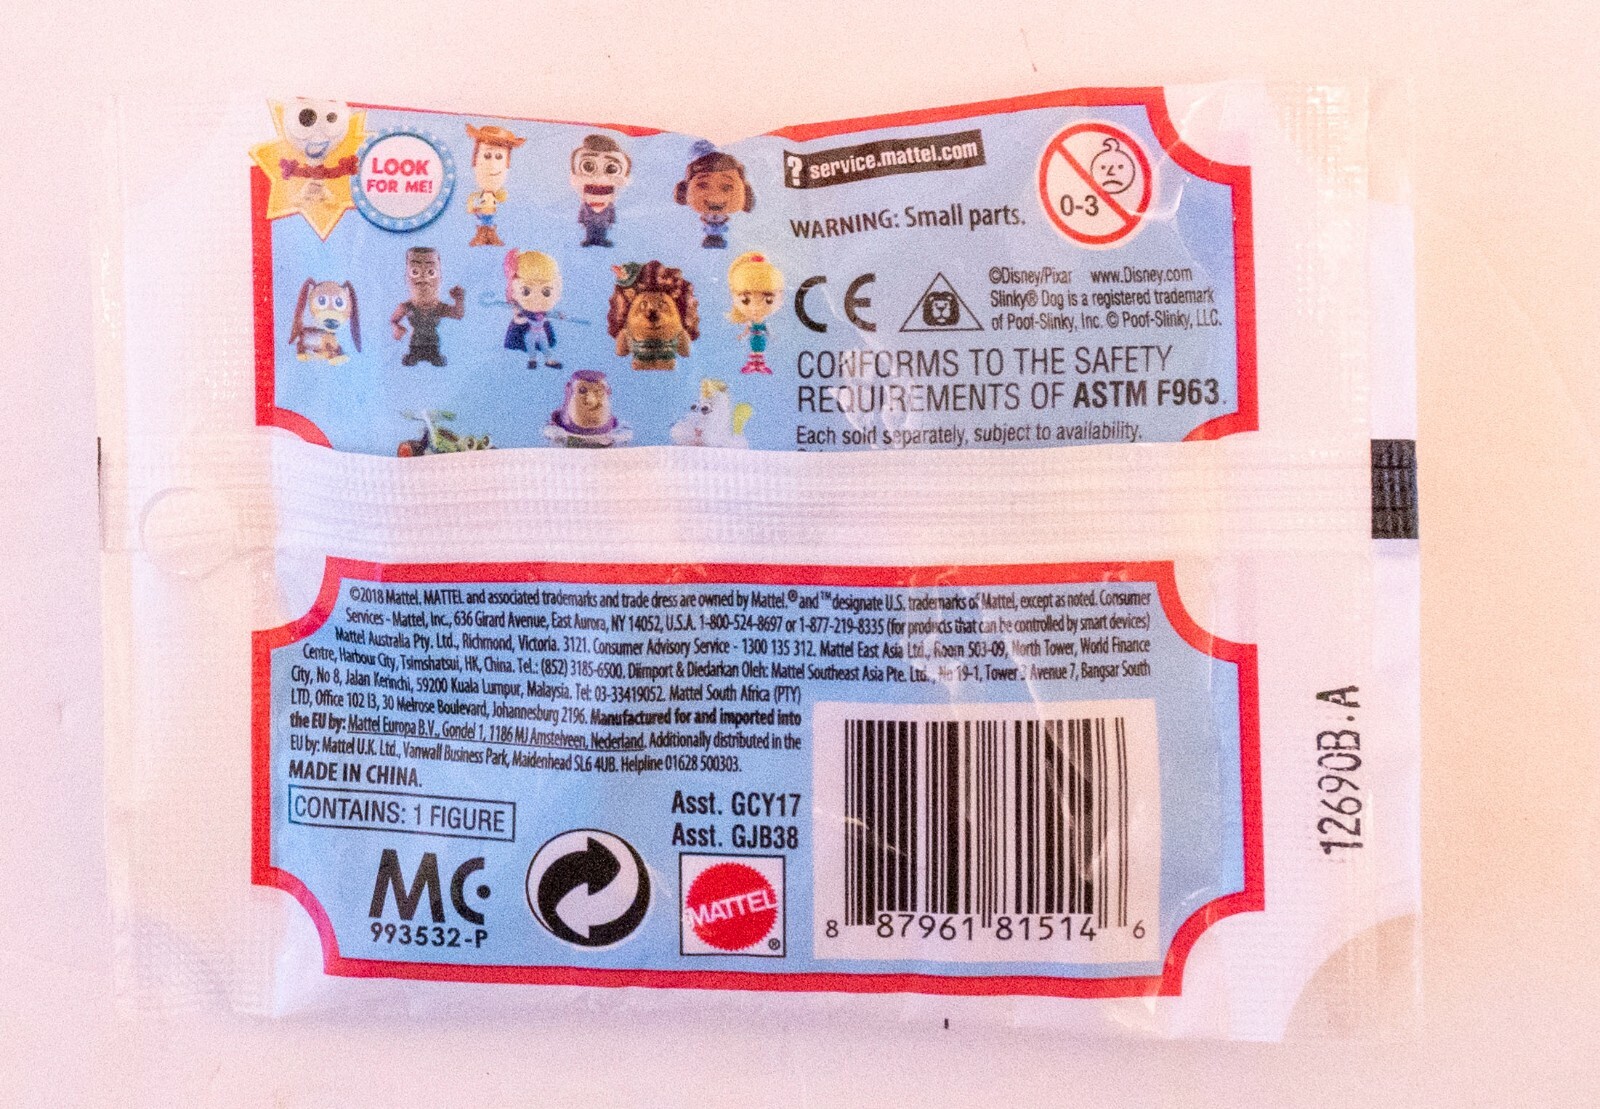 LOOK
FOR ME!
? service.mattel.com
WARNING: Small parts.
0-3
CE
©Disney/Pixar www.Disney.com
Slinky® Dog is a registered trademark
of Poof-Slinky, Inc. © Poof-Slinky, LLC.
CONFORMS TO THE SAFETY
REQUIREMENTS OF ASTM F963.
Each sold separately, subject to availability.
©2018 Mattel. MATTEL and associated trademarks and trade dress are owned by Mattel. ® and ™ designate U.S. trademarks of Mattel, except as noted. Consumer
Services - Mattel, Inc., 636 Girard Avenue, East Aurora, NY 14052, U.S.A. 1-800-524-8697 or 1-877-219-8335 (for products that can be controlled by smart devices)
Mattel Australia Pty. Ltd., Richmond, Victoria. 3121. Consumer Advisory Service - 1300 135 312. Mattel East Asia Ltd., Room 503-09, North Tower, World Finance
Centre, Harbour City, Tsimshatsui, HK, China. Tel.: (852) 3185-6500. Diimport & Diedarkan Oleh: Mattel Southeast Asia Pte. Ltd., No 19-1, Tower 3 Avenue 7, Bangsar South
City, No 8, Jalan Kerinchi, 59200 Kuala Lumpur, Malaysia. Tel: 03-33419052. Mattel South Africa (PTY)
LTD, Office 102 I3, 30 Melrose Boulevard, Johannesburg 2196. Manufactured for and imported into
the EU by: Mattel Europa B.V., Gondel 1, 1186 MJ Amstelveen, Nederland. Additionally distributed in the
EU by: Mattel U.K. Ltd., Vanwall Business Park, Maidenhead SL6 4UB. Helpline 01628 500303.
MADE IN CHINA.
CONTAINS: 1 FIGURE
MC
993532-P
Asst. GCY17
Asst. GJB38
MATTEL ®
8 87961 81514 6
12690B.A